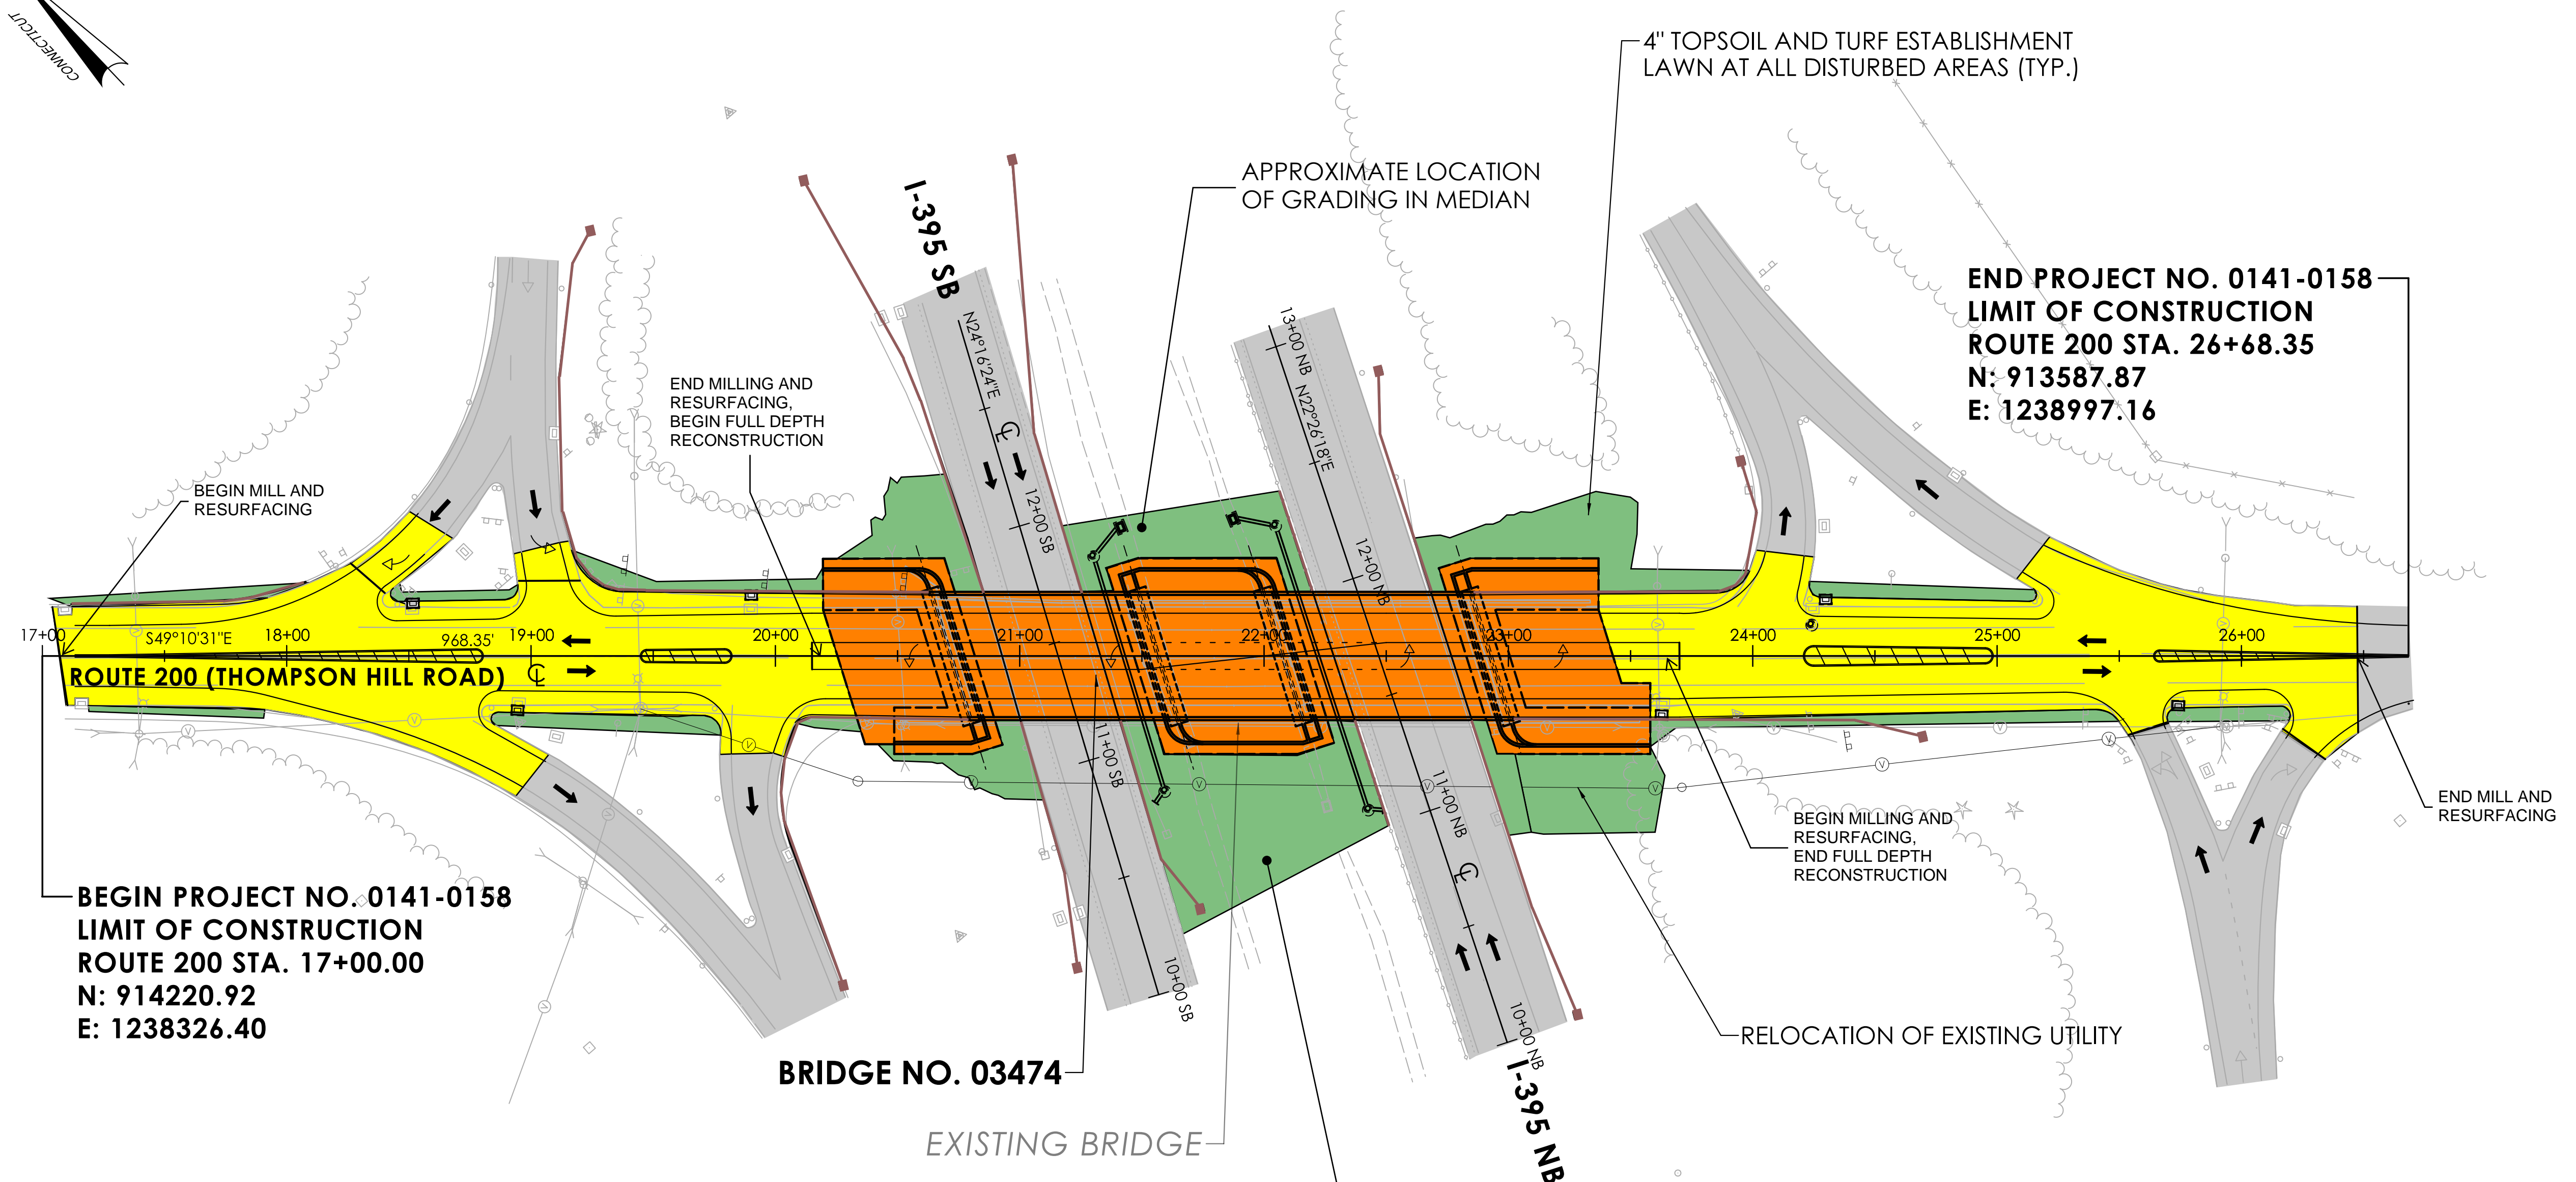 CONNECTICUT
4" TOPSOIL AND TURF ESTABLISHMENT
LAWN AT ALL DISTURBED AREAS (TYP.)
APPROXIMATE LOCATION
OF GRADING IN MEDIAN
I-395 SB
N24°16'24"E
13+00 NB
N22°26'18"E
END PROJECT NO. 0141-0158
LIMIT OF CONSTRUCTION
ROUTE 200 STA. 26+68.35
N: 913587.87
E: 1238997.16
END MILLING AND
RESURFACING,
BEGIN FULL DEPTH
RECONSTRUCTION
BEGIN MILL AND
RESURFACING
12+00 SB
12+00 NB
17+00
S49°10'31"E
18+00
968.35'
19+00
20+00
21+00
22+00
23+00
24+00
25+00
26+00
ROUTE 200 (THOMPSON HILL ROAD)
11+00 SB
11+00 NB
END MILL AND
RESURFACING
BEGIN MILLING AND
RESURFACING,
END FULL DEPTH
RECONSTRUCTION
BEGIN PROJECT NO. 0141-0158
LIMIT OF CONSTRUCTION
ROUTE 200 STA. 17+00.00
N: 914220.92
E: 1238326.40
10+00 SB
10+00 NB
RELOCATION OF EXISTING UTILITY
BRIDGE NO. 03474
I-395 NB
EXISTING BRIDGE